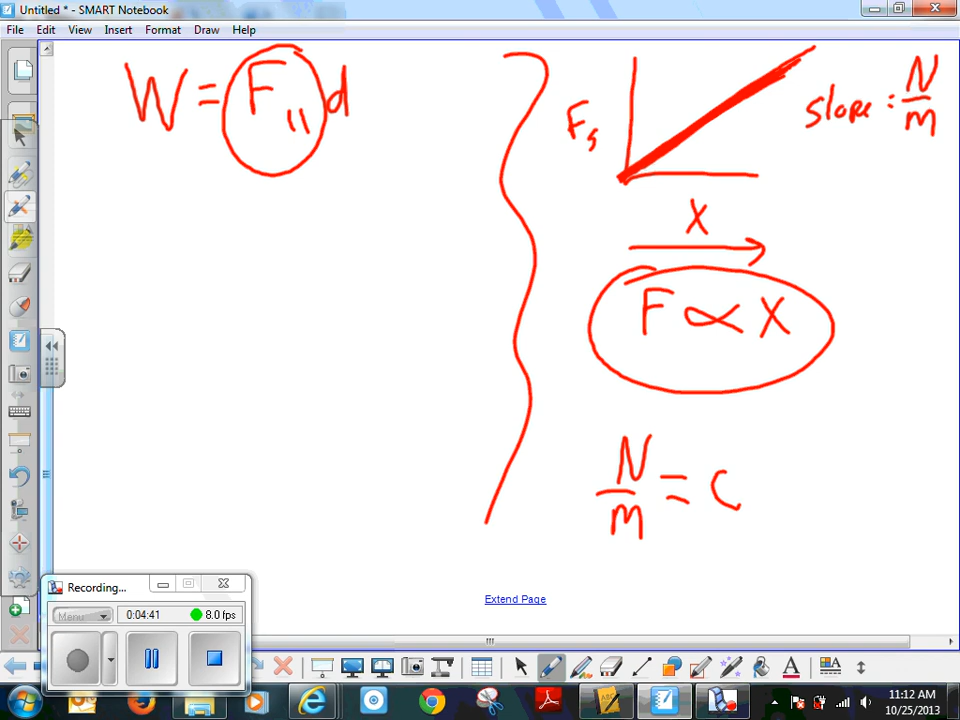 Untitled * - SMART Notebook
File Edit View Insert Format Draw Help
W = F॥ d
Fs
slope : N/m
X
F ∝ X
N/m = C
Extend Page
Recording...
Menu
0:04:41
8.0 fps
11:12 AM
10/25/2013